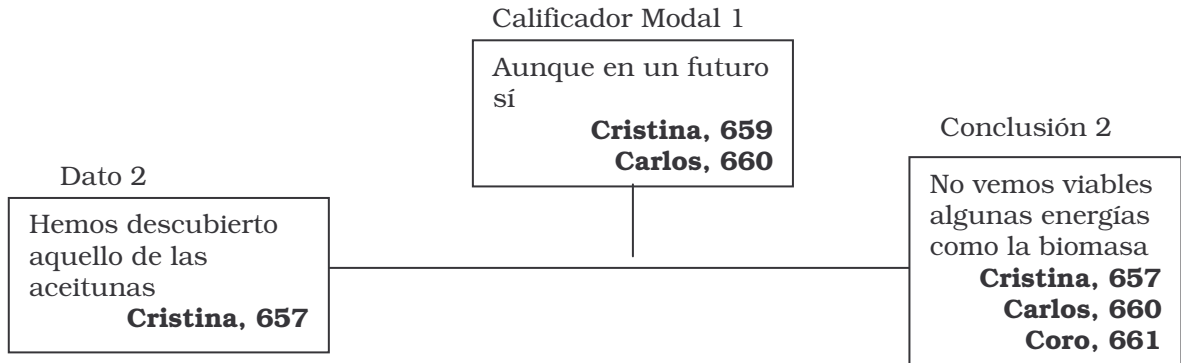 Calificador Modal 1
Aunque en un futuro
sí
Cristina, 659
Carlos, 660
Dato 2
Hemos descubierto
aquello de las
aceitunas
Cristina, 657
Conclusión 2
No vemos viables
algunas energías
como la biomasa
Cristina, 657
Carlos, 660
Coro, 661